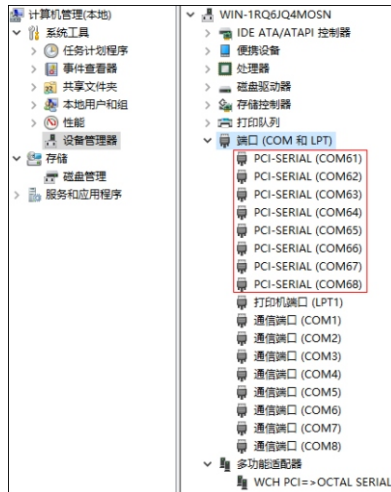 计算机管理(本地)
系统工具
任务计划程序
事件查看器
共享文件夹
本地用户和组
性能
设备管理器
存储
磁盘管理
服务和应用程序
WIN-1RQ6JQ4MOSN
IDE ATA/ATAPI 控制器
便携设备
处理器
磁盘驱动器
存储控制器
打印队列
端口 (COM 和 LPT)
PCI-SERIAL (COM61)
PCI-SERIAL (COM62)
PCI-SERIAL (COM63)
PCI-SERIAL (COM64)
PCI-SERIAL (COM65)
PCI-SERIAL (COM66)
PCI-SERIAL (COM67)
PCI-SERIAL (COM68)
打印机端口 (LPT1)
通信端口 (COM1)
通信端口 (COM2)
通信端口 (COM3)
通信端口 (COM4)
通信端口 (COM5)
通信端口 (COM6)
通信端口 (COM7)
通信端口 (COM8)
多功能适配器
WCH PCI=>OCTAL SERIAL